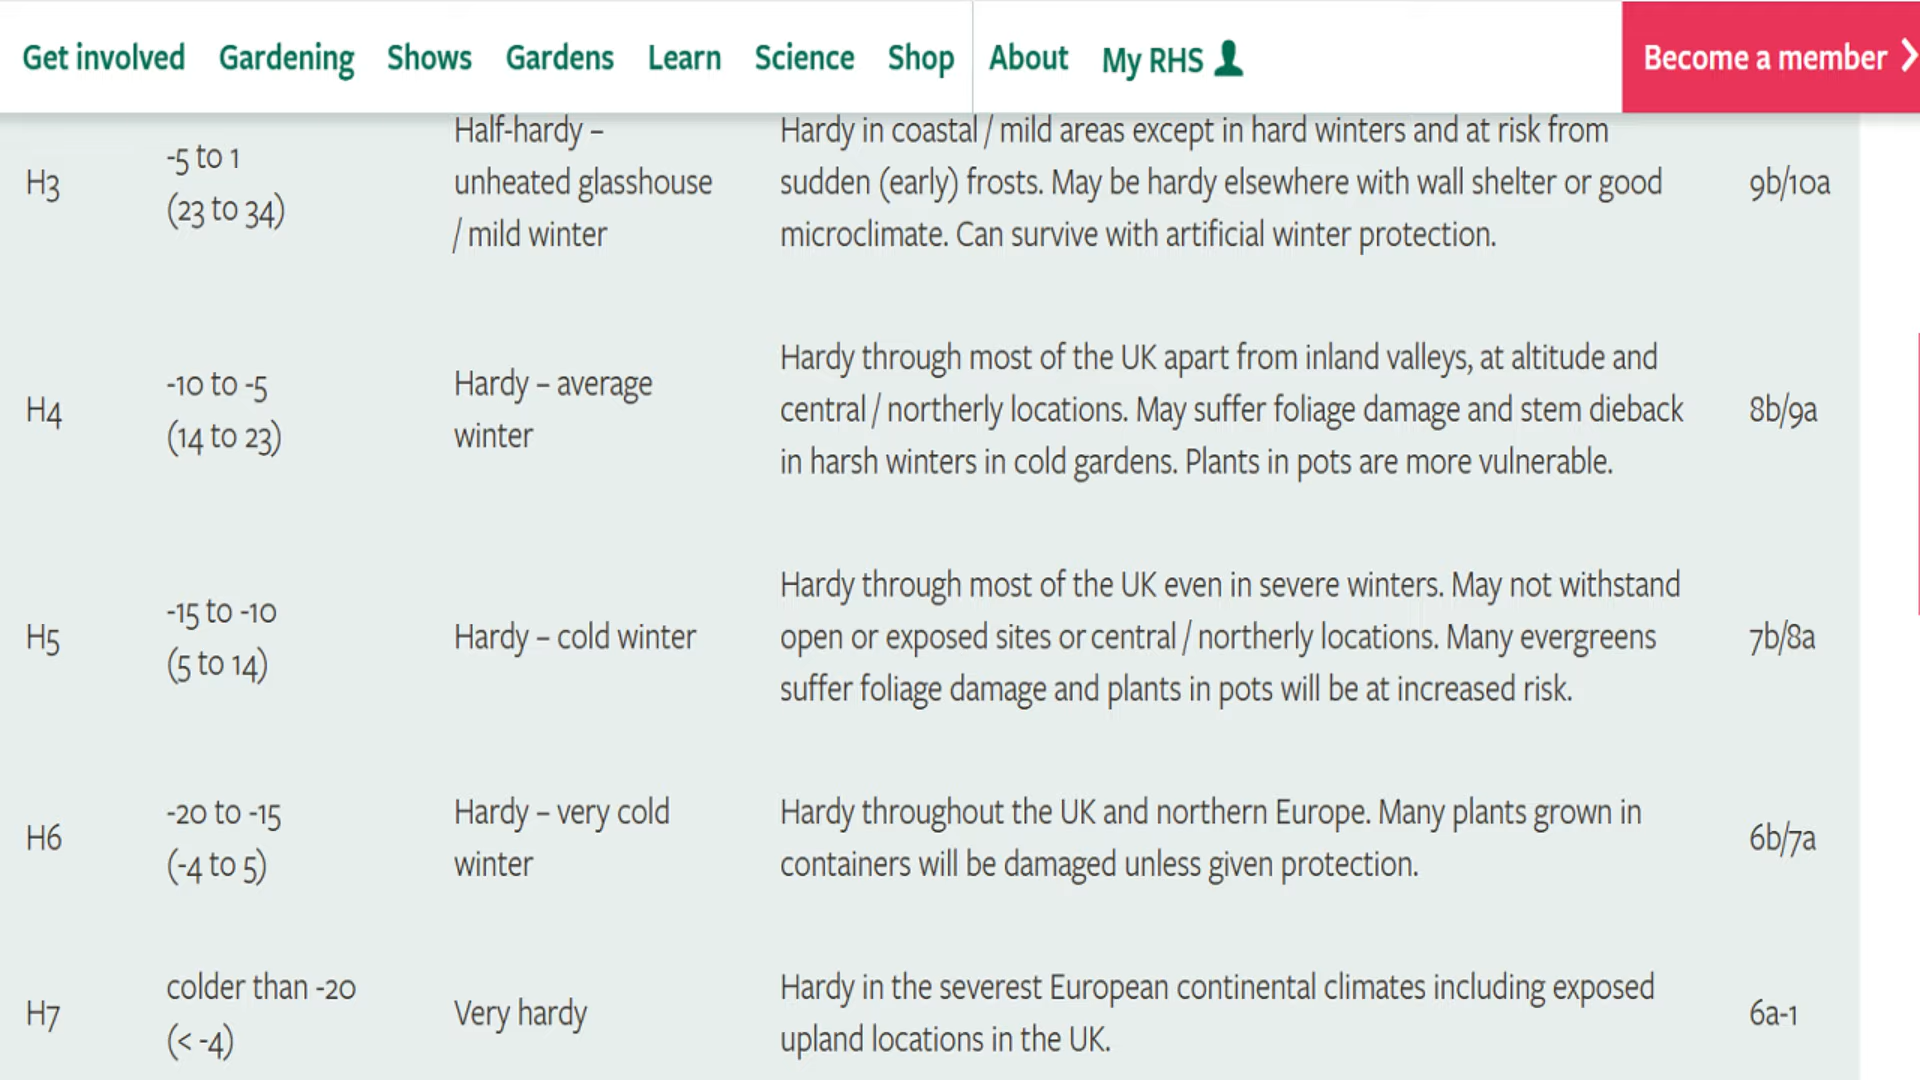 Get involved Gardening Shows Gardens Learn Science Shop About My RHS Become a member
H3
-5 to 1
(23 to 34)
Half-hardy –
unheated glasshouse
/ mild winter
Hardy in coastal / mild areas except in hard winters and at risk from
sudden (early) frosts. May be hardy elsewhere with wall shelter or good
microclimate. Can survive with artificial winter protection.
9b/10a
H4
-10 to -5
(14 to 23)
Hardy – average
winter
Hardy through most of the UK apart from inland valleys, at altitude and
central / northerly locations. May suffer foliage damage and stem dieback
in harsh winters in cold gardens. Plants in pots are more vulnerable.
8b/9a
H5
-15 to -10
(5 to 14)
Hardy – cold winter
Hardy through most of the UK even in severe winters. May not withstand
open or exposed sites or central / northerly locations. Many evergreens
suffer foliage damage and plants in pots will be at increased risk.
7b/8a
H6
-20 to -15
(-4 to 5)
Hardy – very cold
winter
Hardy throughout the UK and northern Europe. Many plants grown in
containers will be damaged unless given protection.
6b/7a
H7
colder than -20
(< -4)
Very hardy
Hardy in the severest European continental climates including exposed
upland locations in the UK.
6a-1